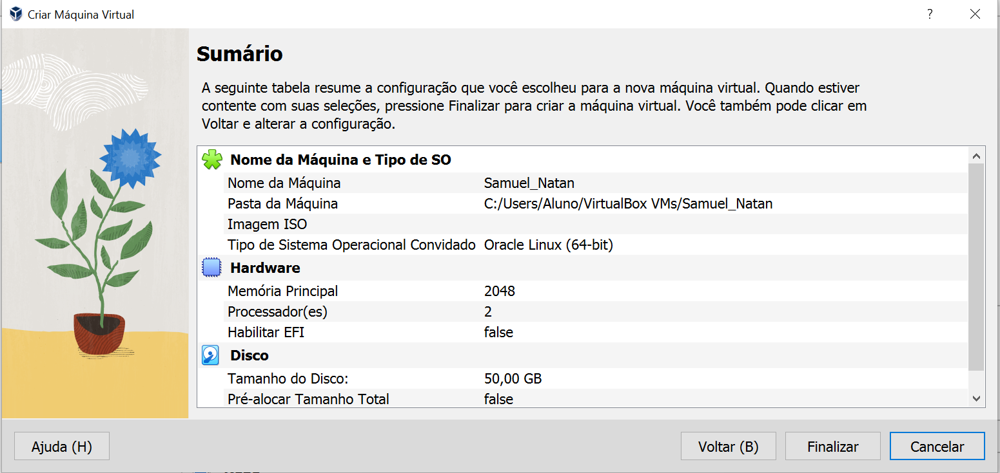 Criar Máquina Virtual ?
Sumário
A seguinte tabela resume a configuração que você escolheu para a nova máquina virtual. Quando estiver
contente com suas seleções, pressione Finalizar para criar a máquina virtual. Você também pode clicar em
Voltar e alterar a configuração.
Nome da Máquina e Tipo de SO
Nome da Máquina Samuel_Natan
Pasta da Máquina C:/Users/Aluno/VirtualBox VMs/Samuel_Natan
Imagem ISO
Tipo de Sistema Operacional Convidado Oracle Linux (64-bit)
Hardware
Memória Principal 2048
Processador(es) 2
Habilitar EFI false
Disco
Tamanho do Disco: 50,00 GB
Pré-alocar Tamanho Total false
Ajuda (H) Voltar (B) Finalizar Cancelar